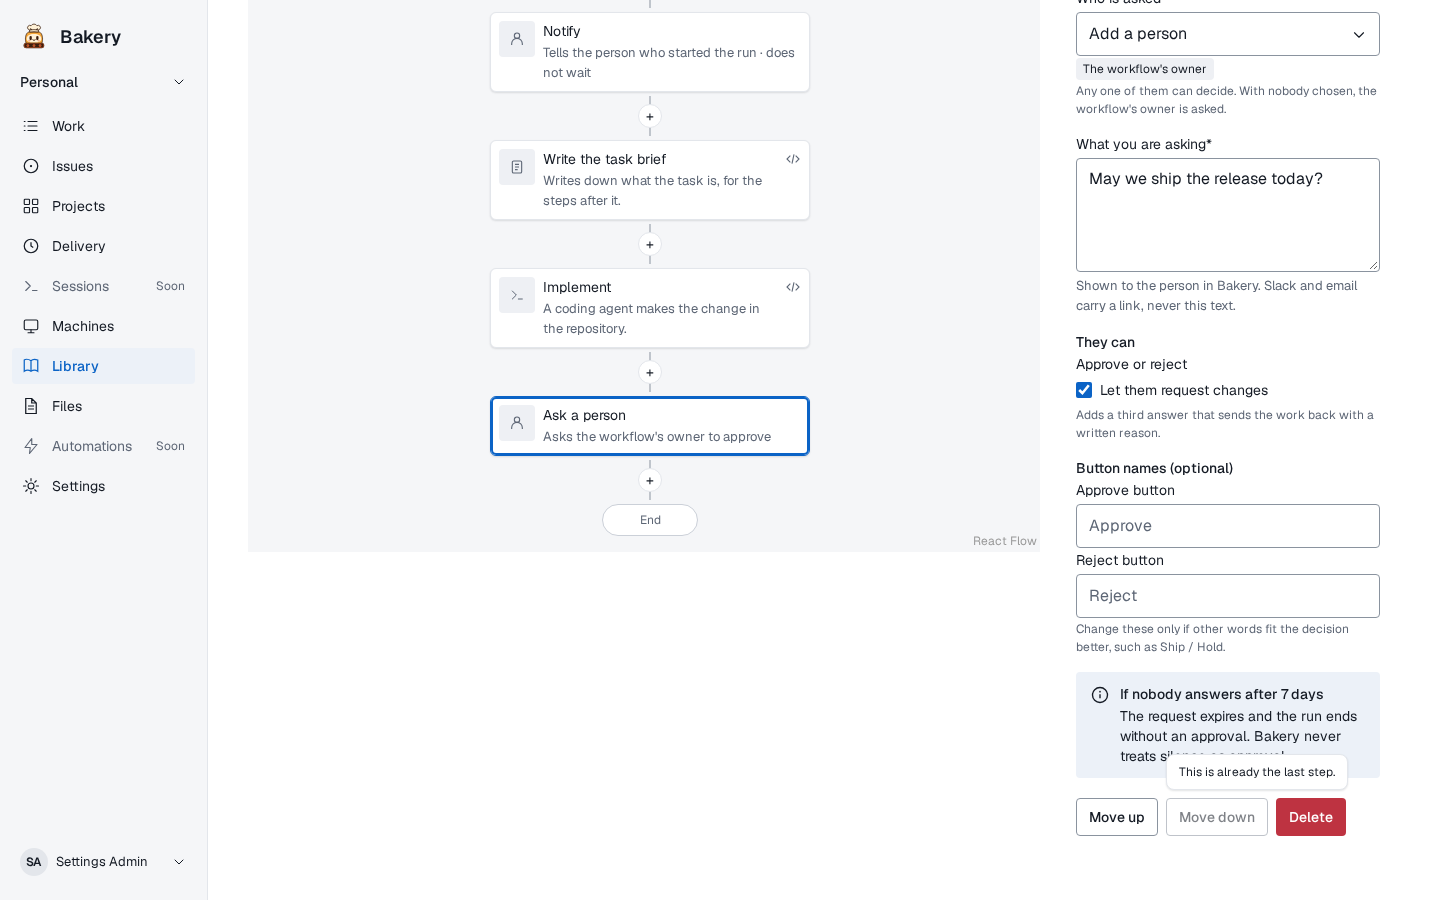 Bakery
Personal
Work
Issues
Projects
Delivery
Sessions Soon
Machines
Library
Files
Automations Soon
Settings
SA Settings Admin
Notify
Tells the person who started the run · does
not wait
+
Write the task brief
Writes down what the task is, for the
steps after it.
+
Implement
A coding agent makes the change in
the repository.
+
Ask a person
Asks the workflow's owner to approve
+
End
React Flow
Add a person
The workflow's owner
Any one of them can decide. With nobody chosen, the
workflow's owner is asked.
What you are asking*
May we ship the release today?
Shown to the person in Bakery. Slack and email
carry a link, never this text.
They can
Approve or reject
Let them request changes
Adds a third answer that sends the work back with a
written reason.
Button names (optional)
Approve button
Approve
Reject button
Reject
Change these only if other words fit the decision
better, such as Ship / Hold.
If nobody answers after 7 days
The request expires and the run ends
without an approval. Bakery never
treats
This is already the last step.
Move up
Move down
Delete